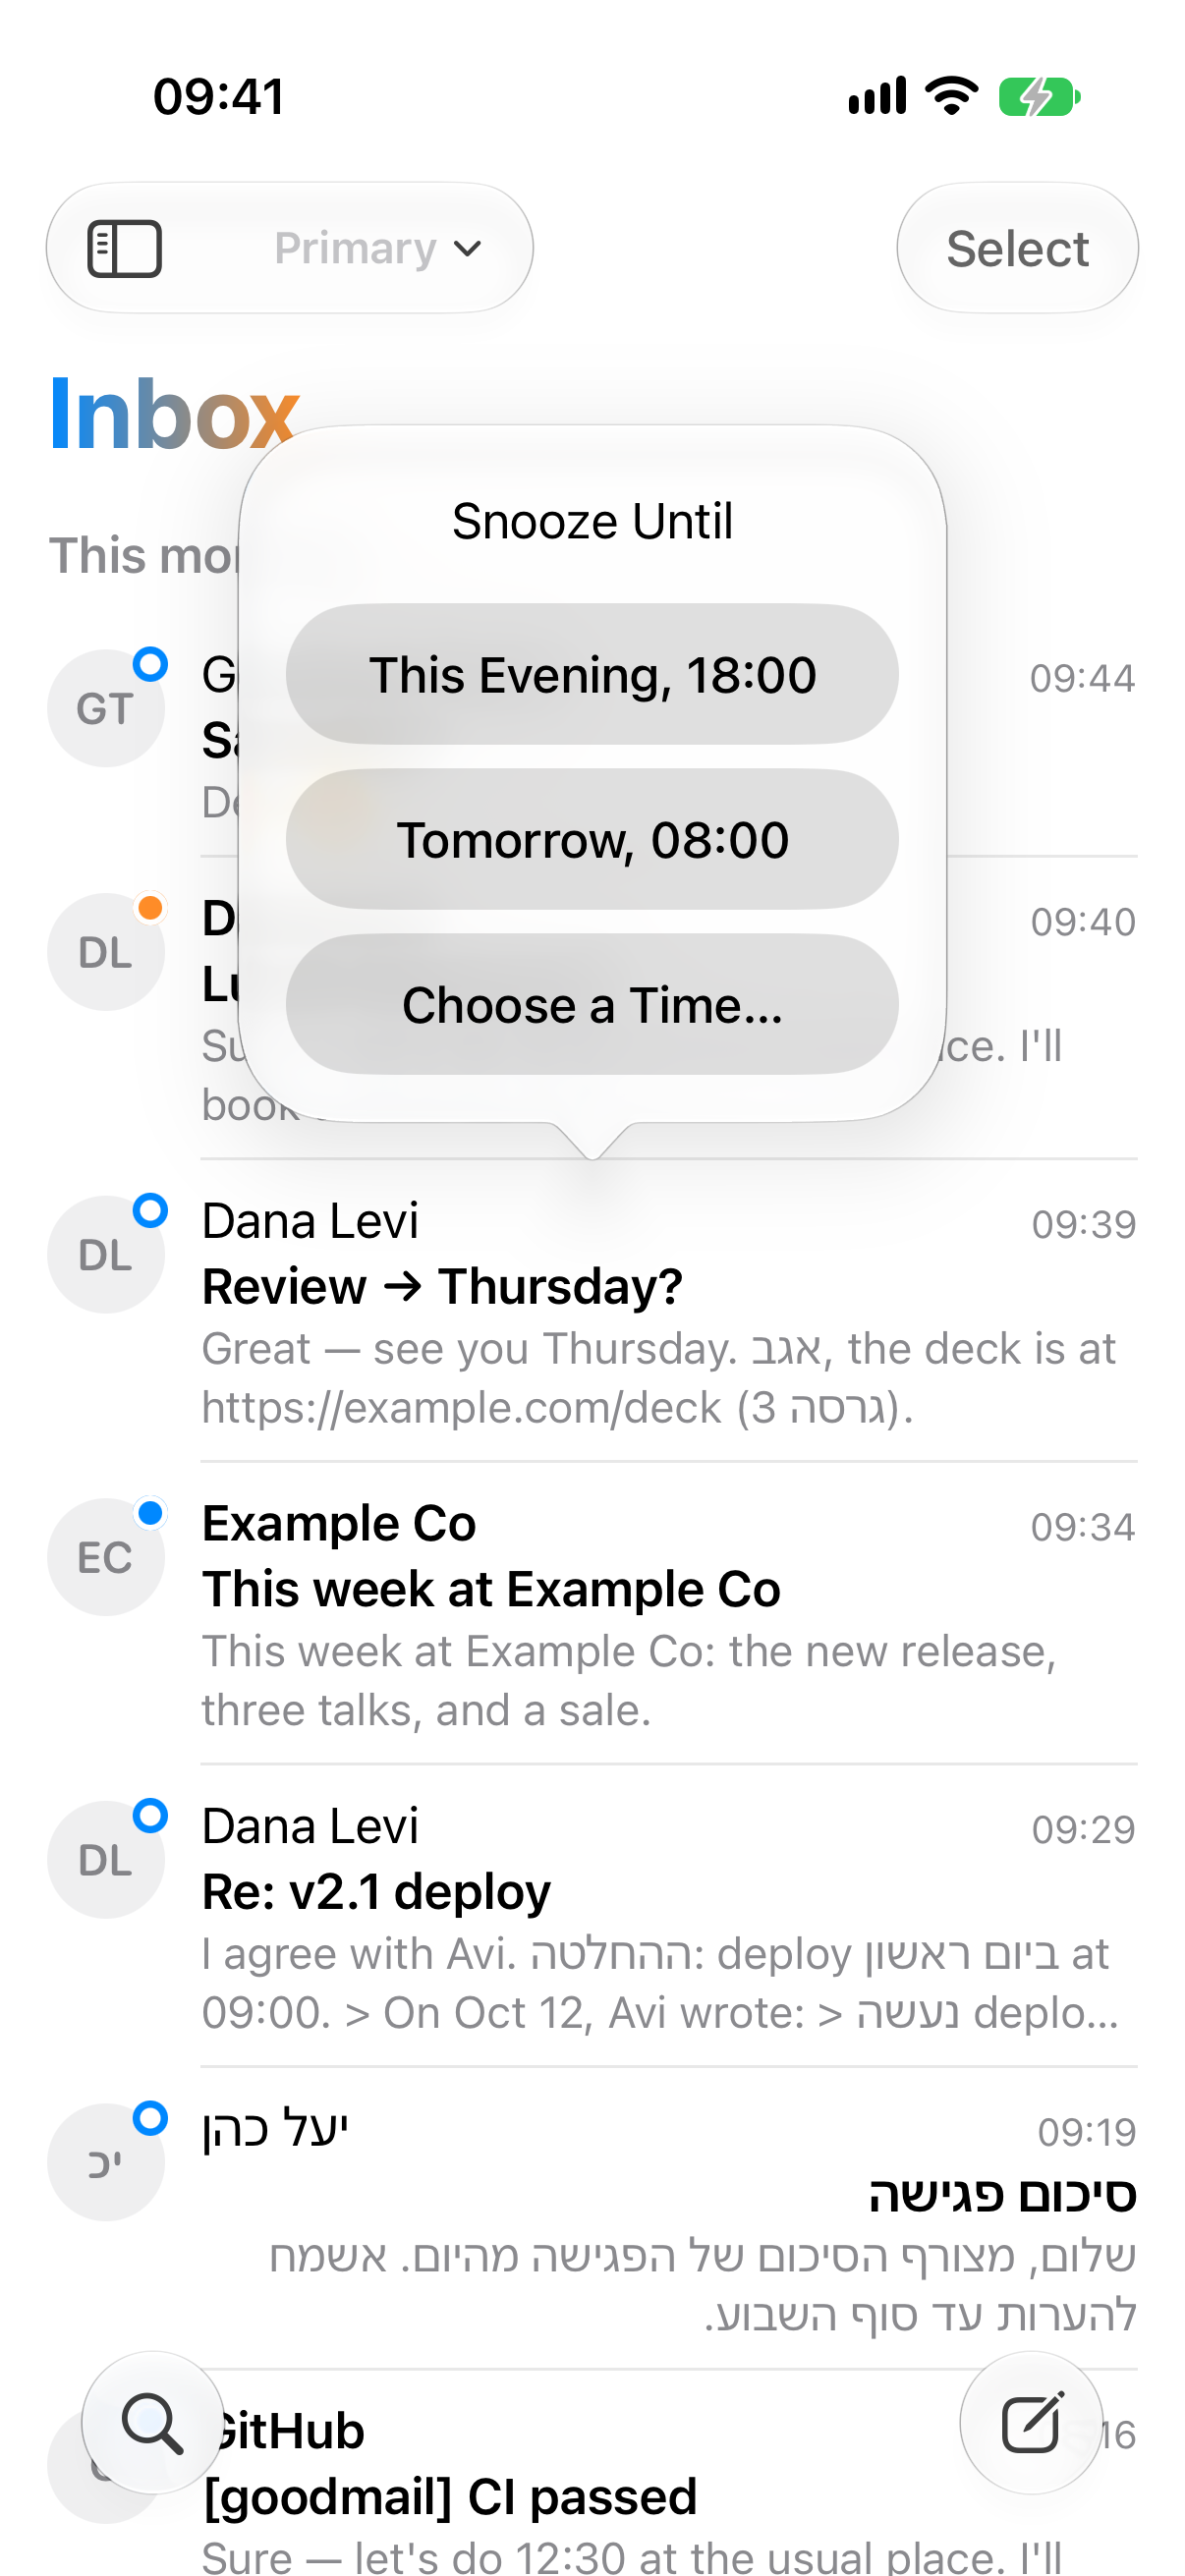 09:41
Primary
Select
Inbox
Snooze Until
This Evening, 18:00
Tomorrow, 08:00
Choose a Time...
This
GT
09:44
DL
09:40
I'll
DL
Dana Levi
09:39
Review → Thursday?
Great — see you Thursday. אגב, the deck is at
https://example.com/deck (גרסה 3).
EC
Example Co
09:34
This week at Example Co
This week at Example Co: the new release,
three talks, and a sale.
DL
Dana Levi
09:29
Re: v2.1 deploy
I agree with Avi. ההחלטה: deploy ביום ראשון at
09:00. > On Oct 12, Avi wrote: > נעשה deplo...
יכ
יעל כהן
09:19
סיכום פגישה
שלום, מצורף הסיכום של הפגישה מהיום. אשמח
להערות עד סוף השבוע.
GitHub
[goodmail] CI passed
Sure — let's do 12:30 at the usual place. I'll